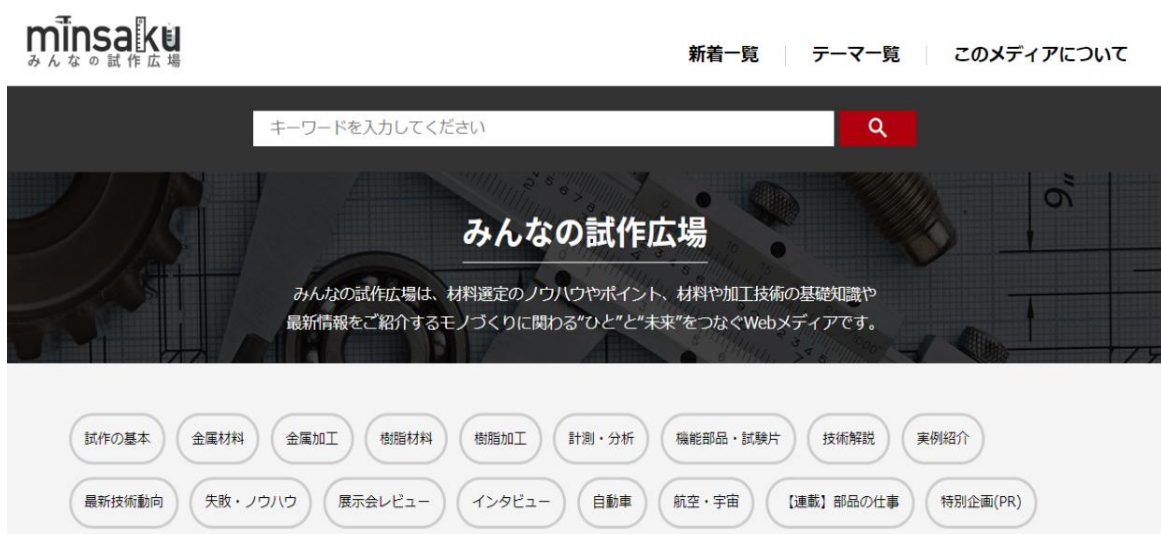 minsaku
みんなの試作広場
新着一覧
テーマ一覧
このメディアについて
キーワードを入力してください
みんなの試作広場
みんなの試作広場は、材料選定のノウハウやポイント、材料や加工技術の基礎知識や
最新情報をご紹介するモノづくりに関わる“ひと”と“未来”をつなぐWebメディアです。
試作の基本 金属材料 金属加工 樹脂材料 樹脂加工 計測・分析 機能部品・試験片 技術解説 実例紹介
最新技術動向 失敗・ノウハウ 展示会レビュー インタビュー 自動車 航空・宇宙 【連載】部品の仕事 特別企画(PR)